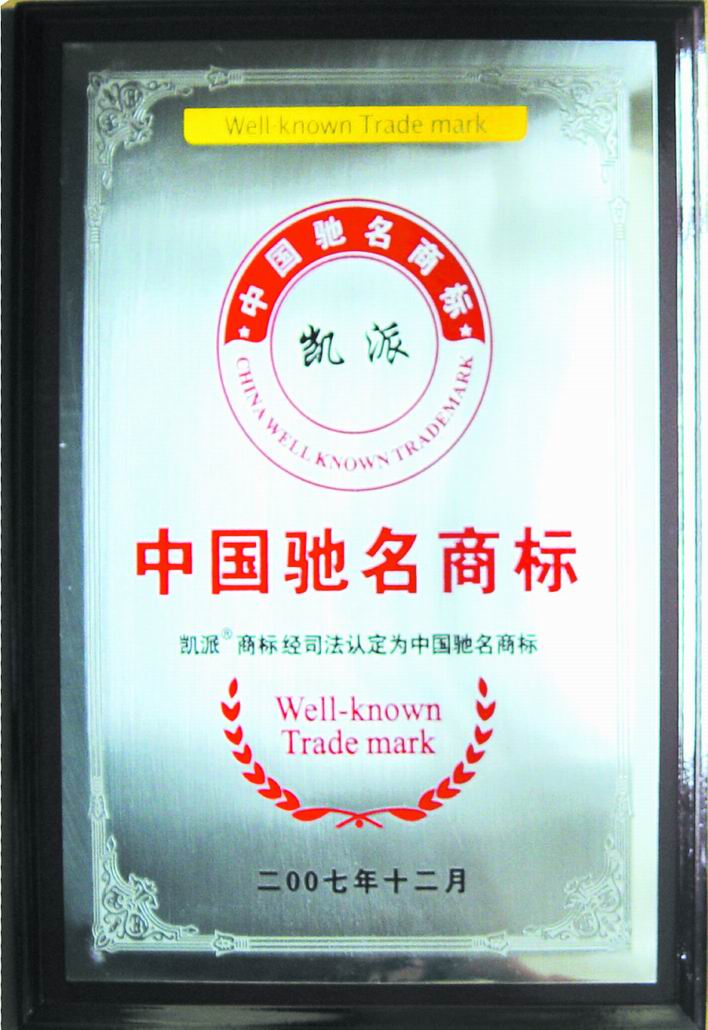 Well-known Trade mark
中国驰名商标
凯派
CHINA WELL KNOWN TRADEMARK
中国驰名商标
凯派®商标经司法认定为中国驰名商标
Well-known
Trade mark
二00七年十二月